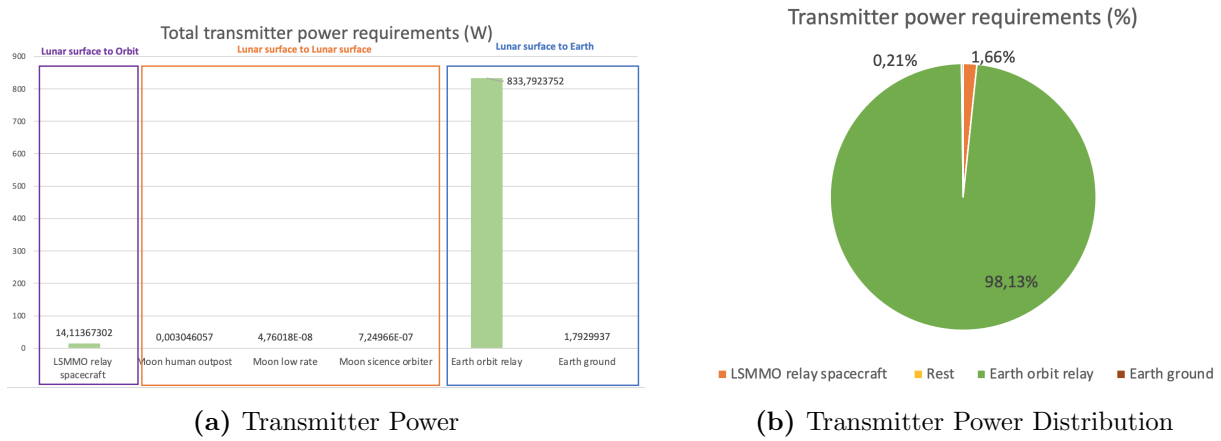 Total transmitter power requirements (W)
Lunar surface to Orbit
Lunar surface to Lunar surface
Lunar surface to Earth
900
800
700
600
500
400
300
200
100
0
14,11367302
0,003046057
4,76018E-08
7,24966E-07
833,7923752
1,7929937
LSMMO relay
spacecraft
Moon human outpost
Moon low rate
Moon sicence orbiter
Earth orbit relay
Earth ground
(a) Transmitter Power
Transmitter power requirements (%)
0,21%
1,66%
98,13%
LSMMO relay spacecraft
Rest
Earth orbit relay
Earth ground
(b) Transmitter Power Distribution